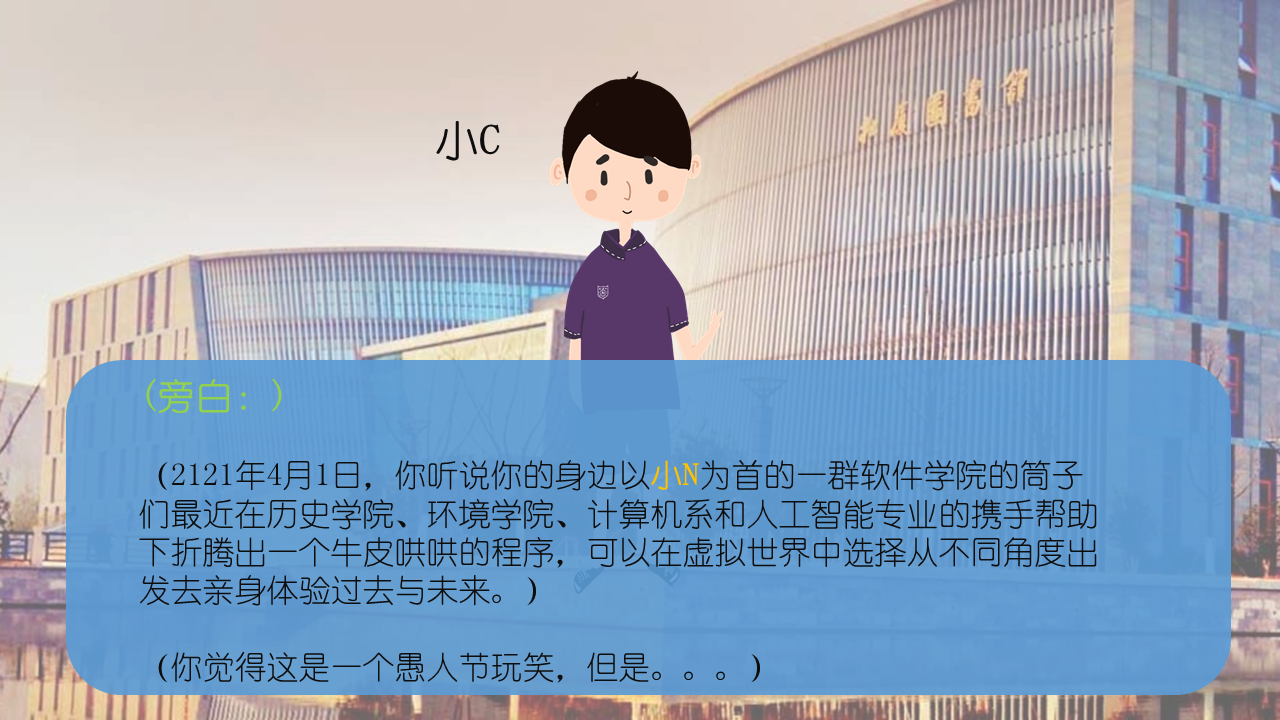 杜厦图书馆
小C
（旁白：）
（2121年4月1日，你听说你的身边以小N为首的一群软件学院的筒子
们最近在历史学院、环境学院、计算机系和人工智能专业的携手帮助
下折腾出一个牛皮哄哄的程序，可以在虚拟世界中选择从不同角度出
发去亲身体验过去与未来。）
（你觉得这是一个愚人节玩笑，但是。。。）